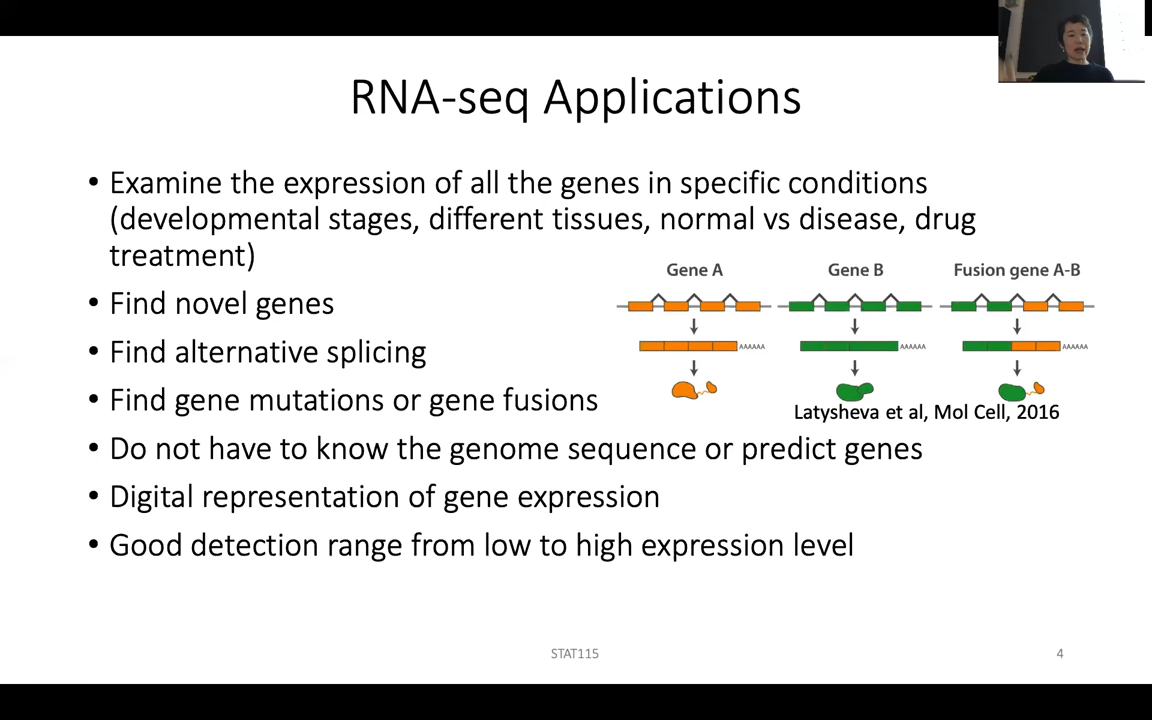 RNA-seq Applications
• Examine the expression of all the genes in specific conditions
(developmental stages, different tissues, normal vs disease, drug
treatment)
• Find novel genes
• Find alternative splicing
• Find gene mutations or gene fusions
Gene A
Gene B
Fusion gene A-B
AAAAAA
AAAAAA
AAAAAA
Latysheva et al, Mol Cell, 2016
• Do not have to know the genome sequence or predict genes
• Digital representation of gene expression
• Good detection range from low to high expression level
STAT115
4